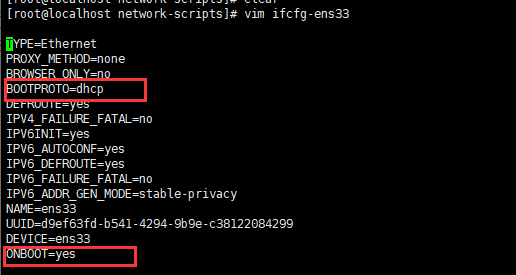 [root@localhost network-scripts]# clear
[root@localhost network-scripts]# vim ifcfg-ens33
TYPE=Ethernet
PROXY_METHOD=none
BROWSER_ONLY=no
BOOTPROTO=dhcp
DEFROUTE=yes
IPV4_FAILURE_FATAL=no
IPV6INIT=yes
IPV6_AUTOCONF=yes
IPV6_DEFROUTE=yes
IPV6_FAILURE_FATAL=no
IPV6_ADDR_GEN_MODE=stable-privacy
NAME=ens33
UUID=d9ef63fd-b541-4294-9b9e-c38122084299
DEVICE=ens33
ONBOOT=yes